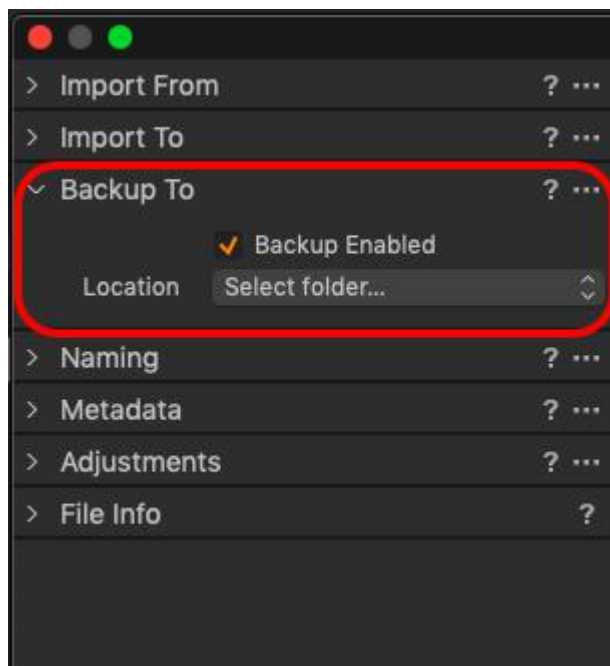 Import From ? ...
Import To ? ...
Backup To ? ...
Backup Enabled
Location Select folder...
Naming ? ...
Metadata ? ...
Adjustments ? ...
File Info ?